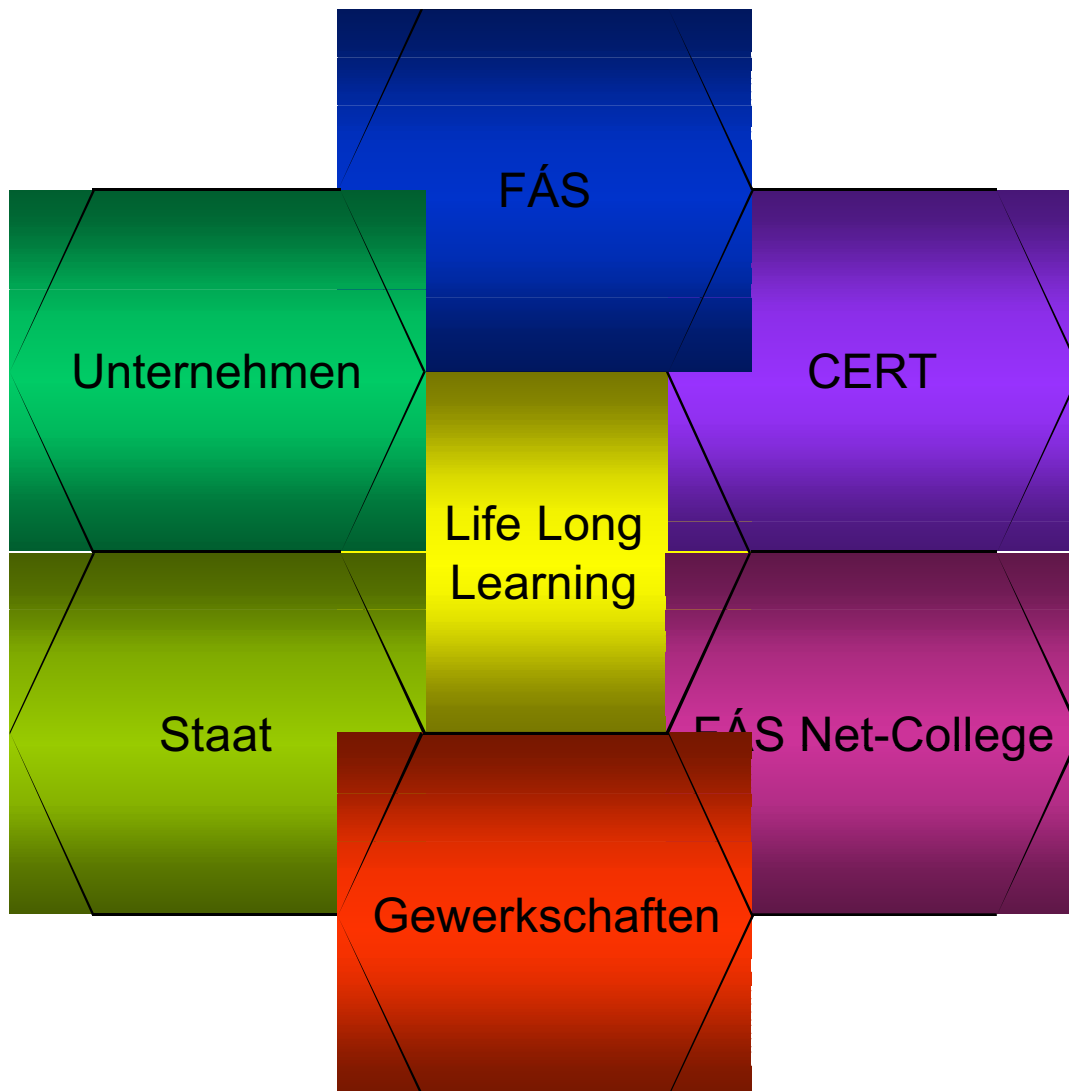 FÁS
Unternehmen
CERT
Life Long
Learning
Staat
FÁS Net-College
Gewerkschaften